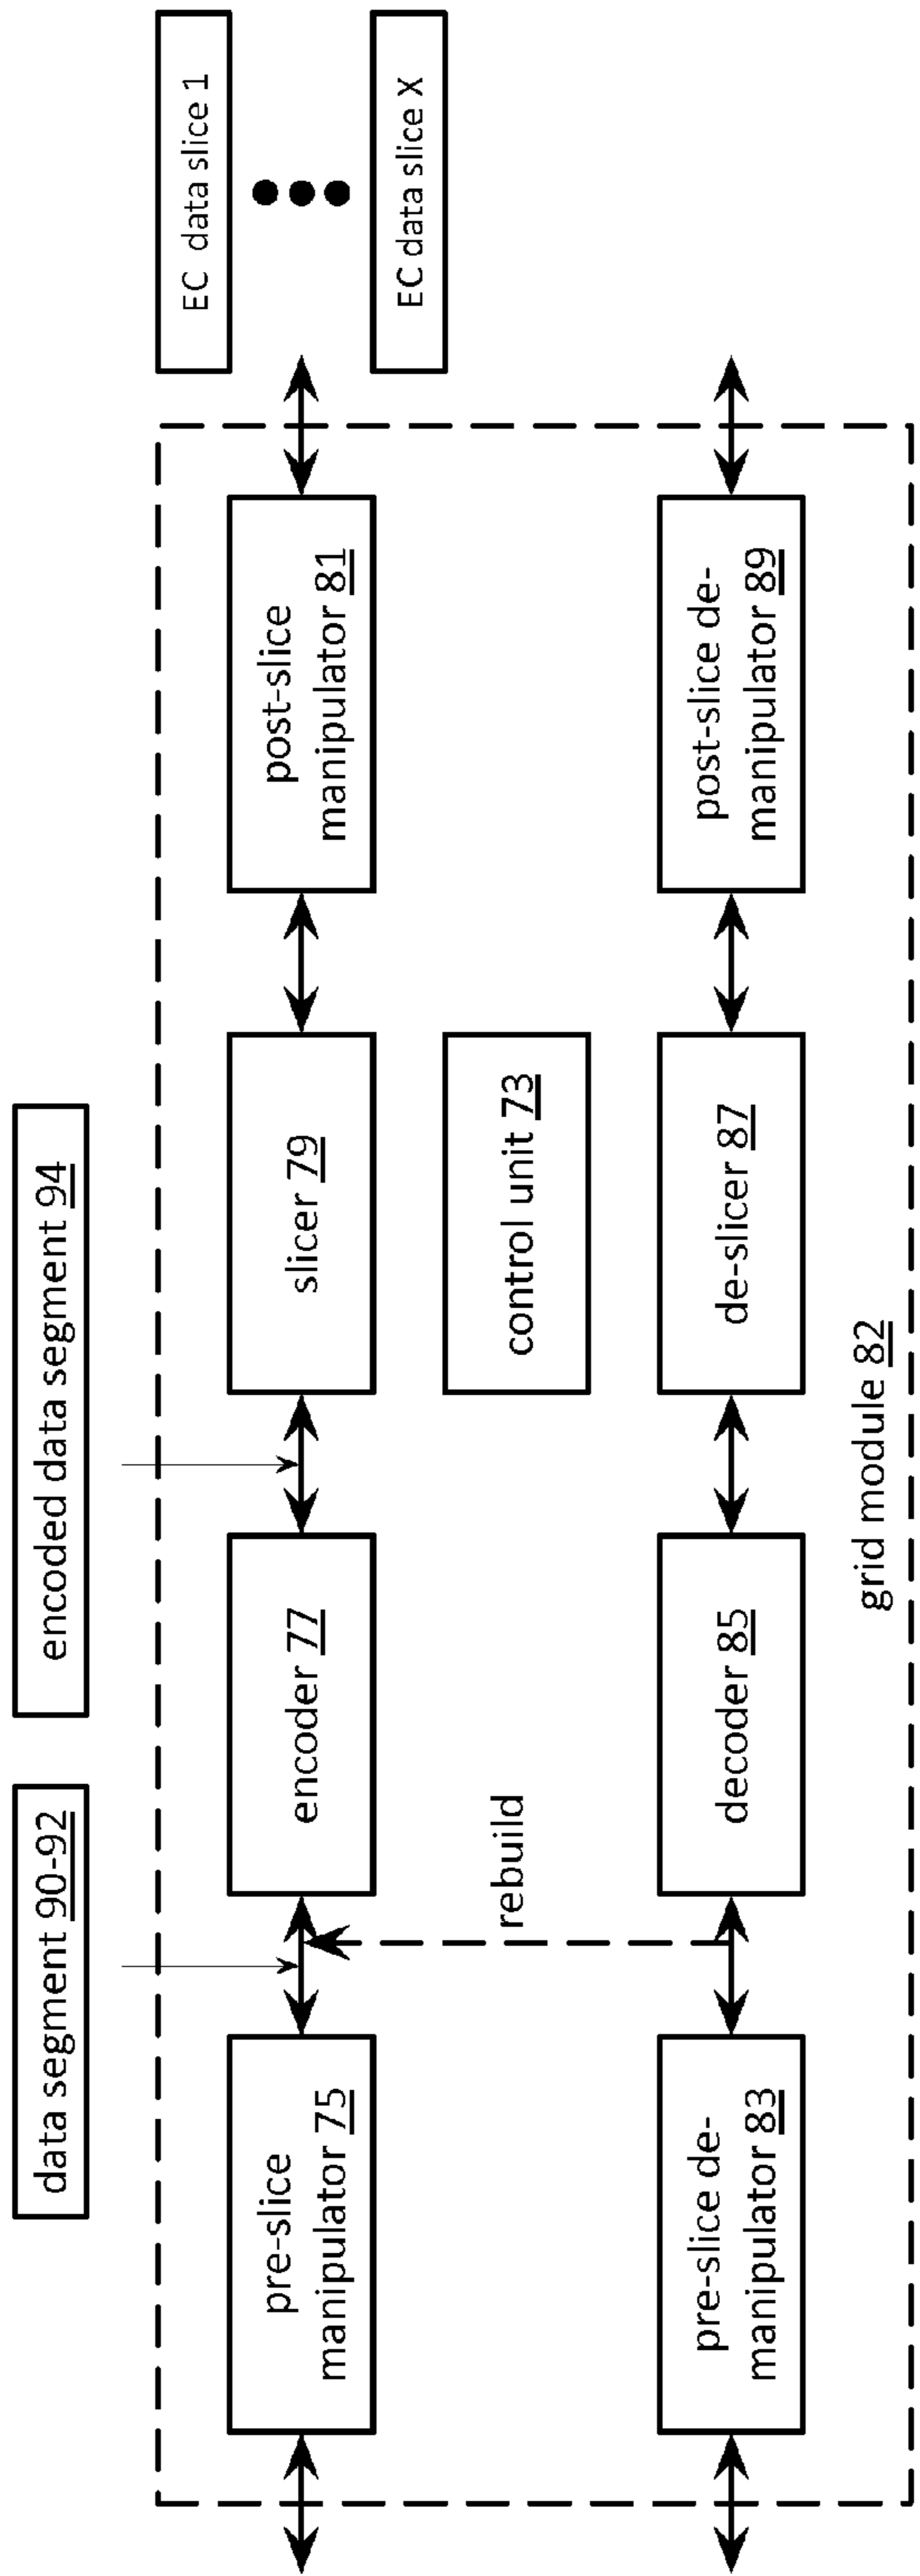 data segment 90-92
encoded data segment 94
pre-slice
manipulator 75
encoder 77
slicer 79
post-slice
manipulator 81
EC  data slice 1
EC data slice X
rebuild
control unit 73
pre-slice de-
manipulator 83
decoder 85
de-slicer 87
post-slice de-
manipulator 89
grid module 82